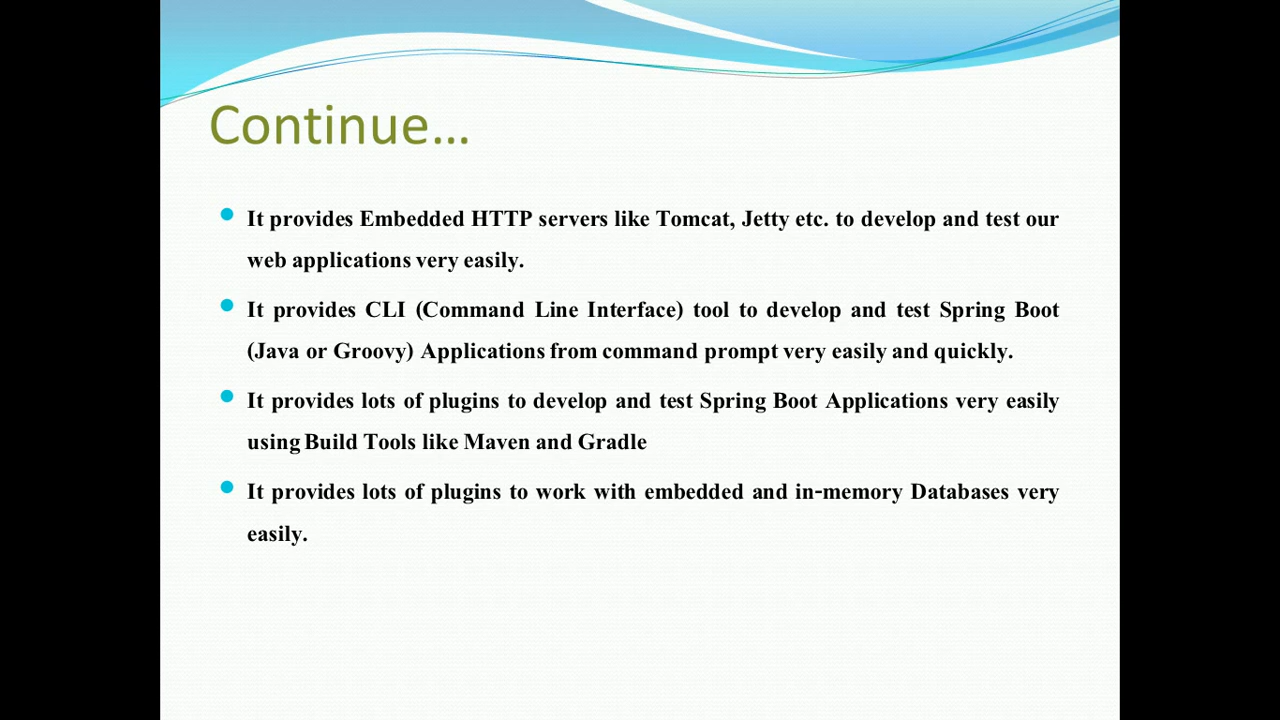 Continue...
It provides Embedded HTTP servers like Tomcat, Jetty etc. to develop and test our
web applications very easily.
It provides CLI (Command Line Interface) tool to develop and test Spring Boot
(Java or Groovy) Applications from command prompt very easily and quickly.
It provides lots of plugins to develop and test Spring Boot Applications very easily
using Build Tools like Maven and Gradle
It provides lots of plugins to work with embedded and in-memory Databases very
easily.